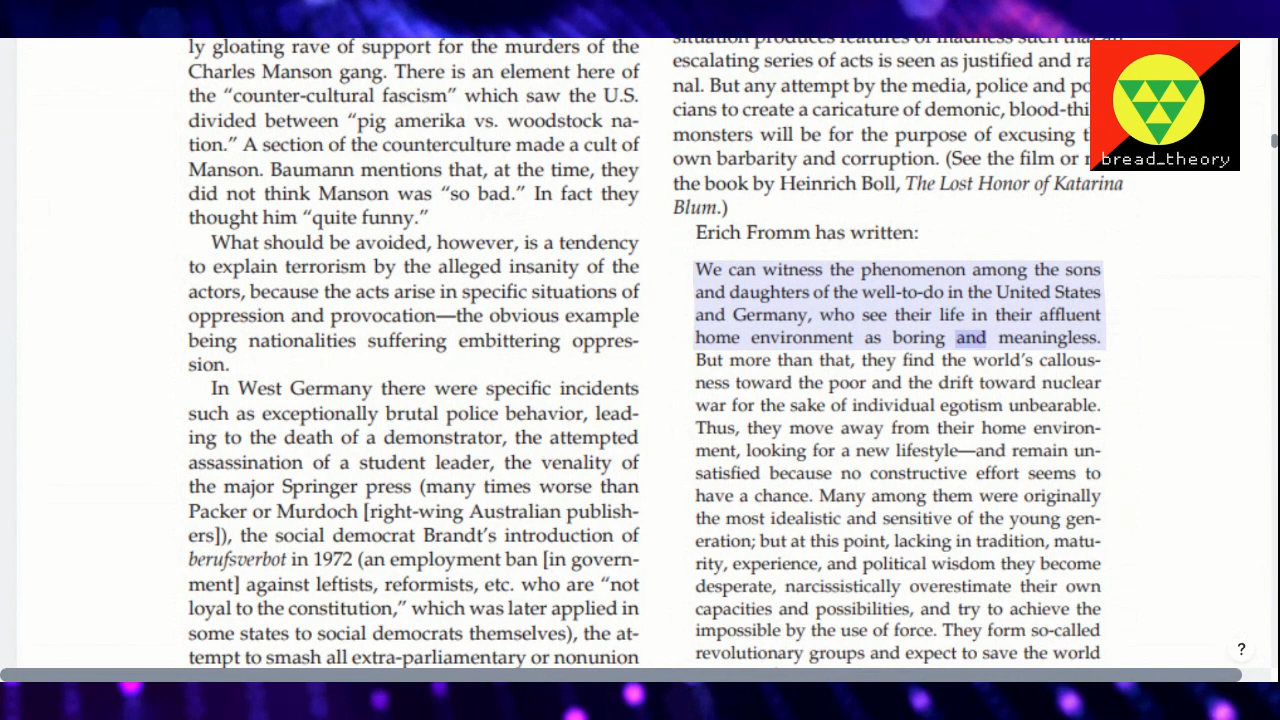 ly gloating rave of support for the murders of the
Charles Manson gang. There is an element here of
the “counter-cultural fascism” which saw the U.S.
divided between “pig amerika vs. woodstock na-
tion.” A section of the counterculture made a cult of
Manson. Baumann mentions that, at the time, they
did not think Manson was “so bad.” In fact they
thought him “quite funny.”
What should be avoided, however, is a tendency
to explain terrorism by the alleged insanity of the
actors, because the acts arise in specific situations of
oppression and provocation—the obvious example
being nationalities suffering embittering oppres-
sion.
In West Germany there were specific incidents
such as exceptionally brutal police behavior, lead-
ing to the death of a demonstrator, the attempted
assassination of a student leader, the venality of
the major Springer press (many times worse than
Packer or Murdoch [right-wing Australian publish-
ers]), the social democrat Brandt’s introduction of
berufsverbot in 1972 (an employment ban [in govern-
ment] against leftists, reformists, etc. who are “not
loyal to the constitution,” which was later applied in
some states to social democrats themselves), the at-
tempt to smash all extra-parliamentary or nonunion
situation produces features of madness such that an
escalating series of acts is seen as justified and ra
nal. But any attempt by the media, police and po
cians to create a caricature of demonic, blood-thi
monsters will be for the purpose of excusing t
own barbarity and corruption. (See the film or r
the book by Heinrich Boll, The Lost Honor of Katarina
Blum.)
Erich Fromm has written:
We can witness the phenomenon among the sons
and daughters of the well-to-do in the United States
and Germany, who see their life in their affluent
home environment as boring and meaningless.
But more than that, they find the world’s callous-
ness toward the poor and the drift toward nuclear
war for the sake of individual egotism unbearable.
Thus, they move away from their home environ-
ment, looking for a new lifestyle—and remain un-
satisfied because no constructive effort seems to
have a chance. Many among them were originally
the most idealistic and sensitive of the young gen-
eration; but at this point, lacking in tradition, matu-
rity, experience, and political wisdom they become
desperate, narcissistically overestimate their own
capacities and possibilities, and try to achieve the
impossible by the use of force. They form so-called
revolutionary groups and expect to save the world
bread_theory
?